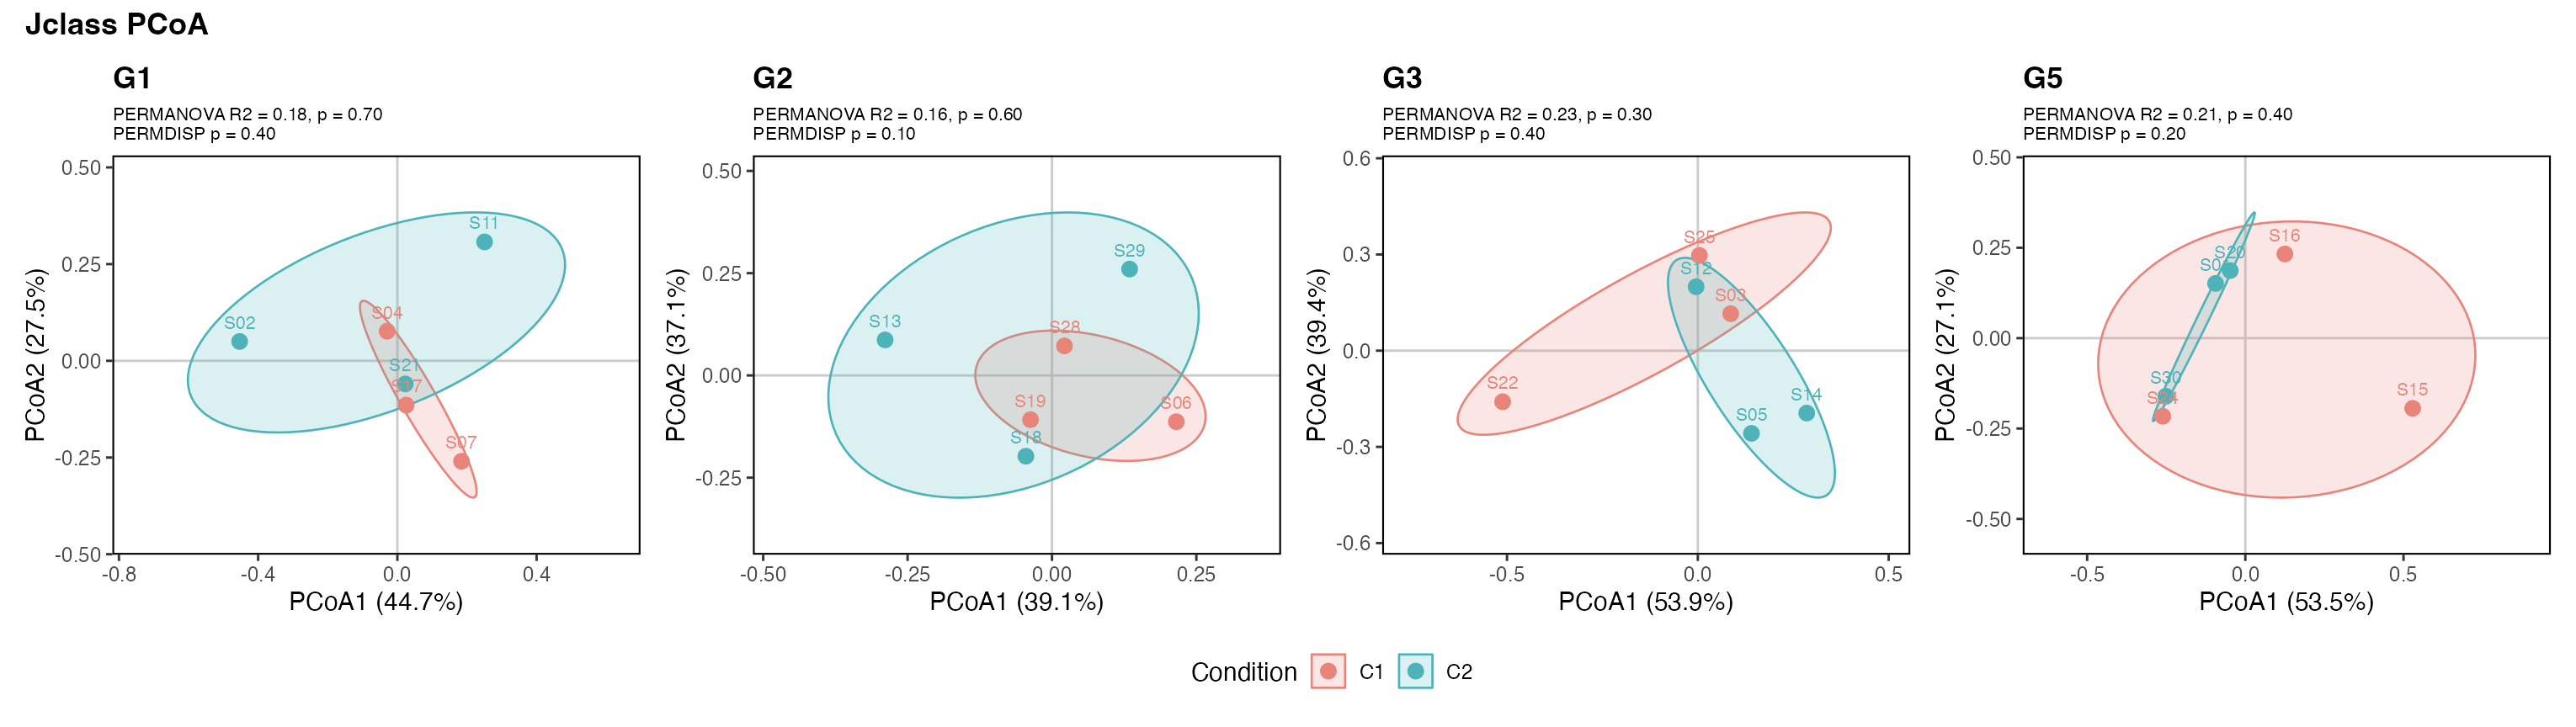 Jclass PCoA
G1
PERMANOVA R2 = 0.18, p = 0.70
PERMDISP p = 0.40
0.50
0.25
0.00
-0.25
-0.50
PCoA2 (27.5%)
S11
S02
S04
S21
S07
-0.8
-0.4
0.0
0.4
PCoA1 (44.7%)
G2
PERMANOVA R2 = 0.16, p = 0.60
PERMDISP p = 0.10
0.50
0.25
0.00
-0.25
PCoA2 (37.1%)
S29
S13
S28
S19
S06
S18
-0.50
-0.25
0.00
0.25
PCoA1 (39.1%)
G3
PERMANOVA R2 = 0.23, p = 0.30
PERMDISP p = 0.40
0.6
0.3
0.0
-0.3
-0.6
PCoA2 (39.4%)
S25
S12
S03
S22
S14
S05
-0.5
0.0
0.5
PCoA1 (53.9%)
G5
PERMANOVA R2 = 0.21, p = 0.40
PERMDISP p = 0.20
0.50
0.25
0.00
-0.25
-0.50
PCoA2 (27.1%)
S16
S20
S30
S15
-0.5
0.0
0.5
PCoA1 (53.5%)
Condition
C1
C2